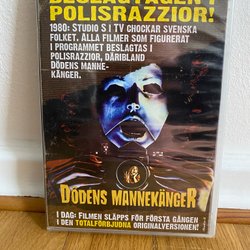 BESLAGTAGEN I
POLISRAZZIOR!
1980: STUDIO S I TV CHOCKAR SVENSKA
FOLKET. ALLA FILMER SOM FIGURERAT
I PROGRAMMET BESLAGTAS I
POLISRAZZIOR, DÄRIBLAND
DÖDENS MANNE-
KÄNGER.
DÖDENS MANNEKÄNGER
I DAG: FILMEN SLÄPPS FÖR FÖRSTA GÅNGEN
I DEN TOTALFÖRBJUDNA ORIGINALVERSIONEN!